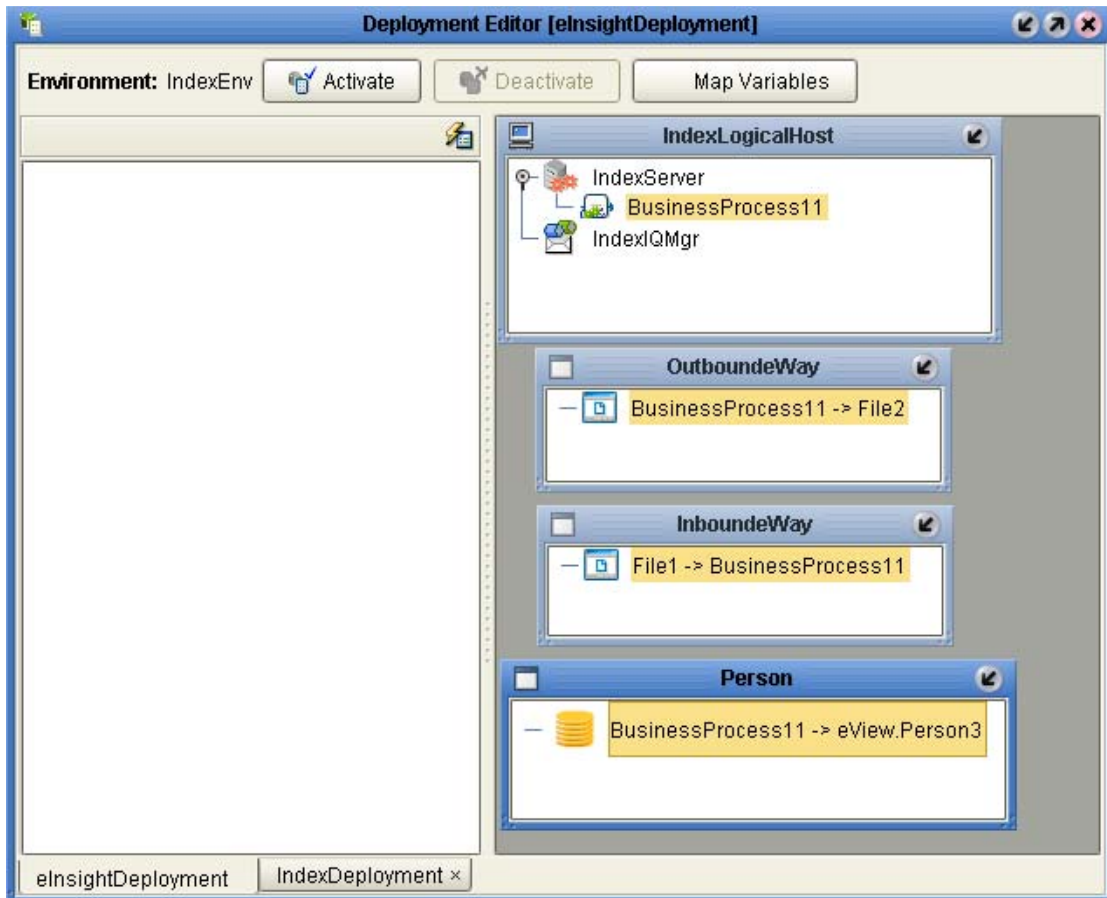 Deployment Editor [eInsightDeployment]
Environment: IndexEnv Activate Deactivate Map Variables
IndexLogicalHost
IndexServer
BusinessProcess11
IndexIQMgr
OutboundeWay
BusinessProcess11 -> File2
InboundeWay
File1 -> BusinessProcess11
Person
BusinessProcess11 -> eView.Person3
eInsightDeployment IndexDeployment ×